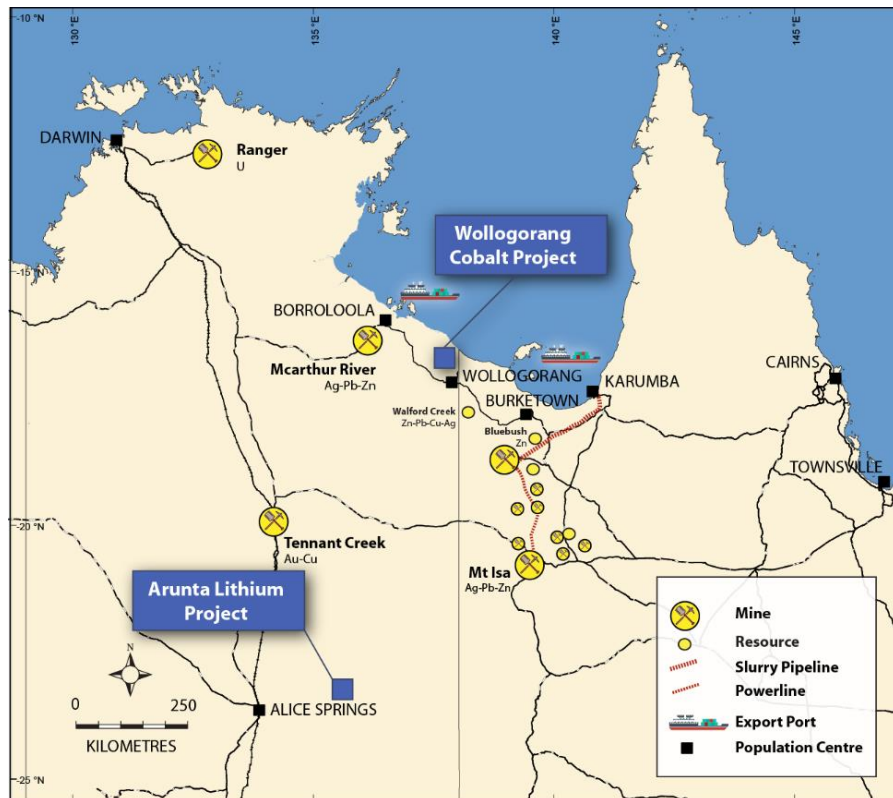 -10 °N
130 °E
135 °E
140 °E
145 °E
DARWIN
Ranger
U
Wollogorang
Cobalt Project
-15 °N
BORROLOOLA
Mcarthur River
Ag-Pb-Zn
WOLLOGORANG
KARUMBA
CAIRNS
Walford Creek
Zn-Pb-Cu-Ag
BURKETOWN
Bluebush
Zn
TOWNSVILLE
-20 °N
Tennant Creek
Au-Cu
Mt Isa
Ag-Pb-Zn
Arunta Lithium
Project
N
0
250
KILOMETRES
ALICE SPRINGS
Mine
Resource
Slurry Pipeline
Powerline
Export Port
Population Centre
-25 °N